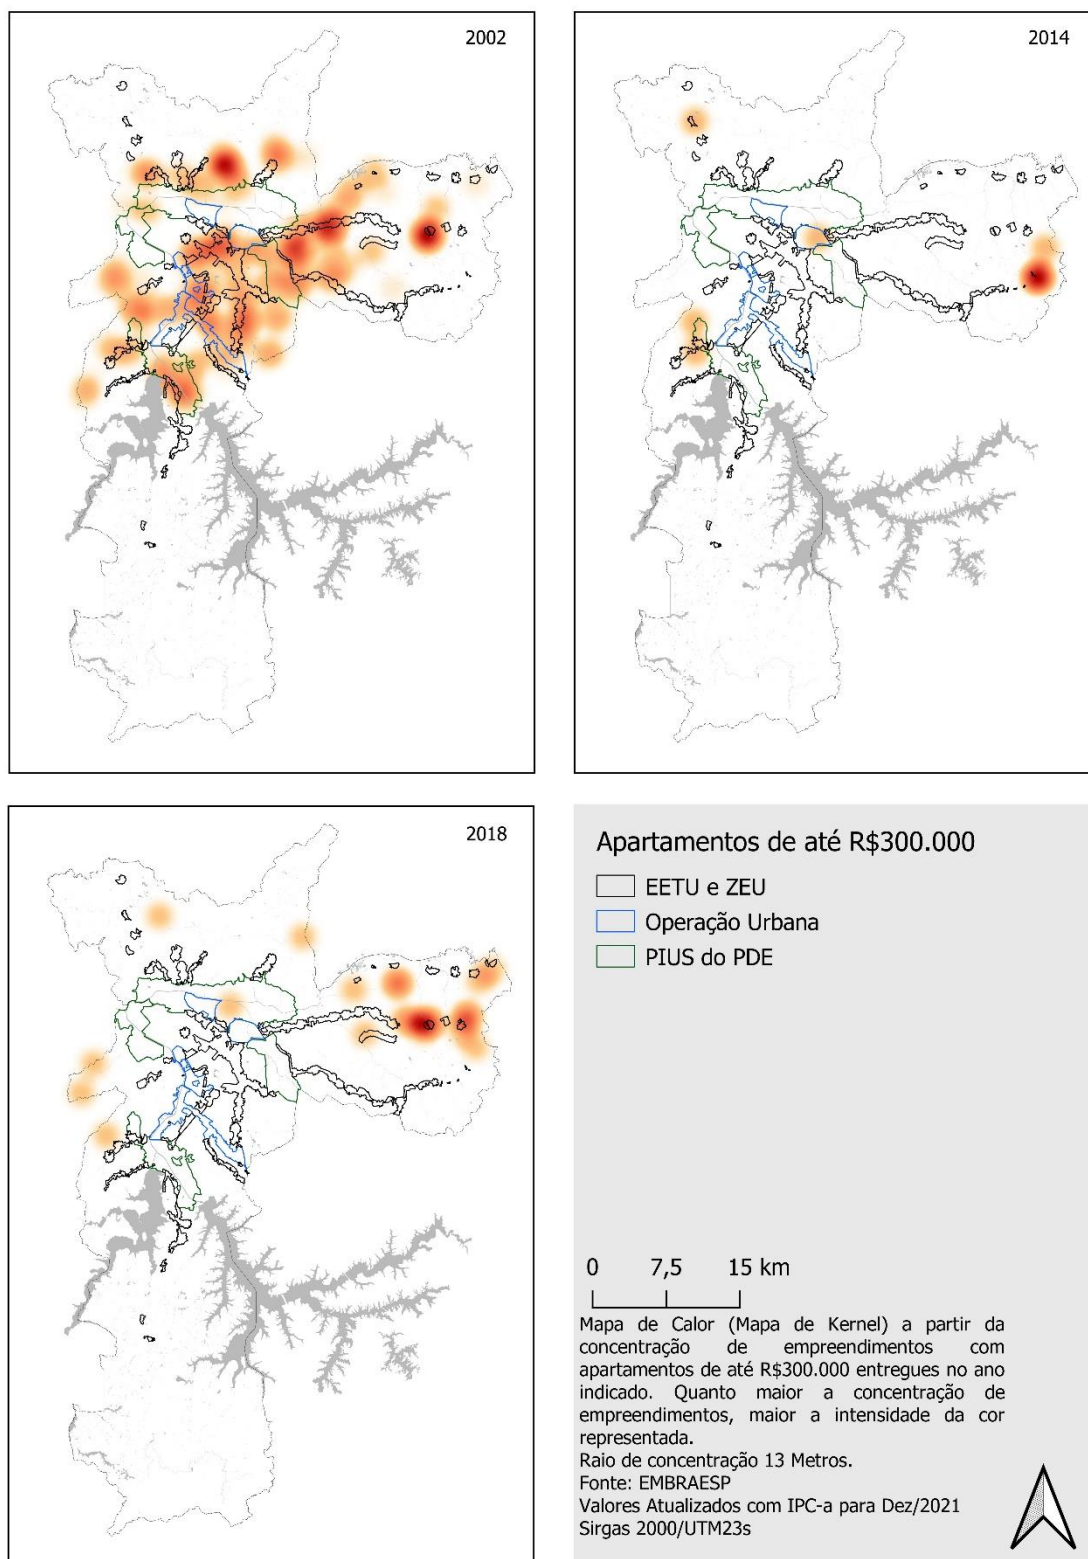 2002
2014
2018
Apartamentos de até R$300.000
EETU e ZEU
Operação Urbana
PIUS do PDE
0 7,5 15 km
Mapa de Calor (Mapa de Kernel) a partir da
concentração de empreendimentos com
apartamentos de até R$300.000 entregues no ano
indicado. Quanto maior a concentração de
empreendimentos, maior a intensidade da cor
representada.
Raio de concentração 13 Metros.
Fonte: EMBRAESP
Valores Atualizados com IPC-a para Dez/2021
Sirgas 2000/UTM23s